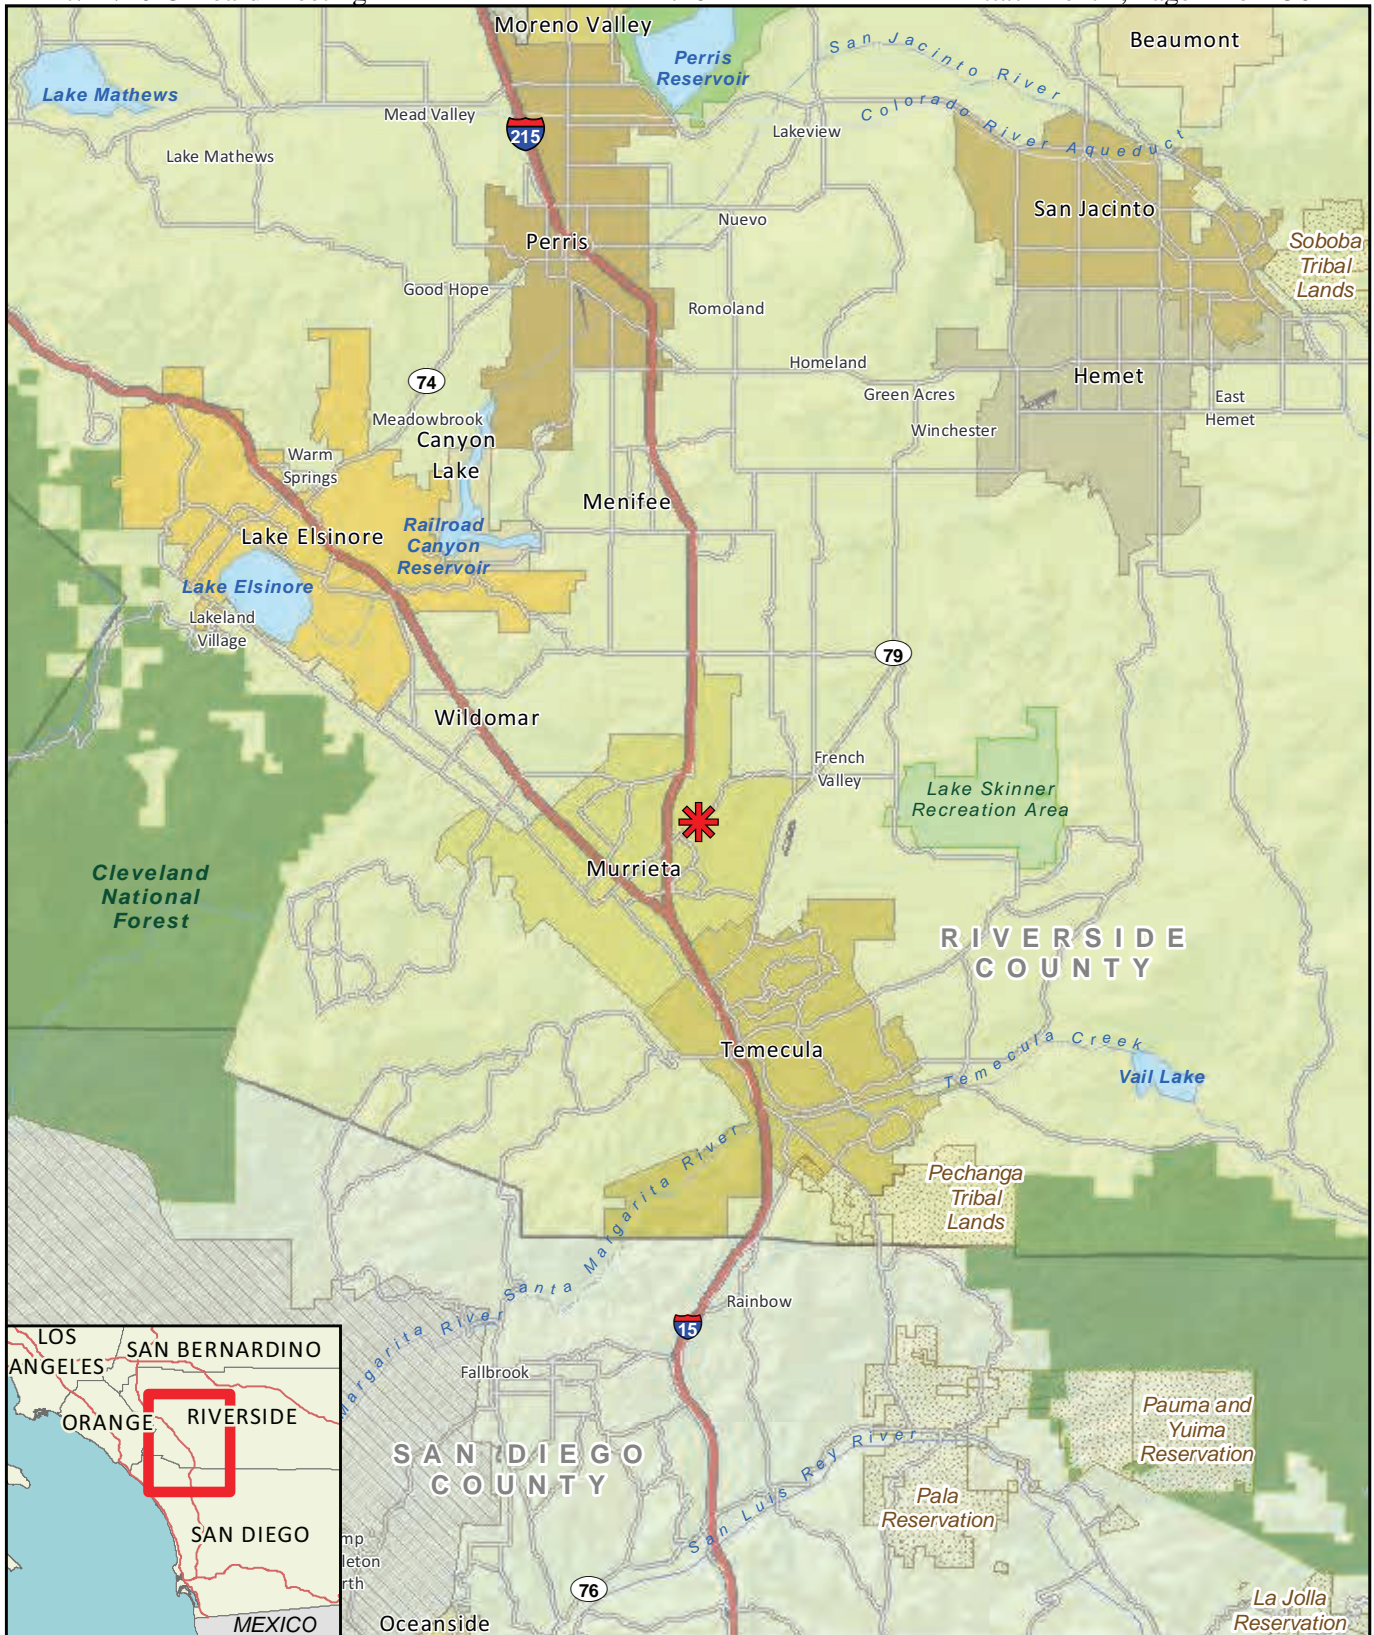 Moreno Valley
Beaumont
Perris
Reservoir
San Jacinto River
Lake Mathews
Mead Valley
Colorado River Aqueduct
215
Lakeview
Lake Mathews
San Jacinto
Nuevo
Perris
Soboba
Tribal
Lands
Good Hope
Romoland
Homeland
74
Hemet
Green Acres
East
Hemet
Meadowbrook
Canyon
Lake
Winchester
Warm
Springs
Menifee
Railroad
Canyon
Reservoir
Lake Elsinore
Lake Elsinore
Lakeland
Village
79
Wildomar
French
Valley
Lake Skinner
Recreation Area
Murrieta
Cleveland
National
Forest
RIVERSIDE
COUNTY
Temecula
Temecula Creek
Vail Lake
Pechanga
Tribal
Lands
Santa Margarita River
Rainbow
15
Margarita River
Fallbrook
SAN DIEGO
COUNTY
Pauma and
Yuima
Reservation
San Luis Rey River
Pala
Reservation
76
Oceanside
La Jolla
Reservation
LOS
ANGELES
SAN BERNARDINO
ORANGE
RIVERSIDE
SAN DIEGO
MEXICO